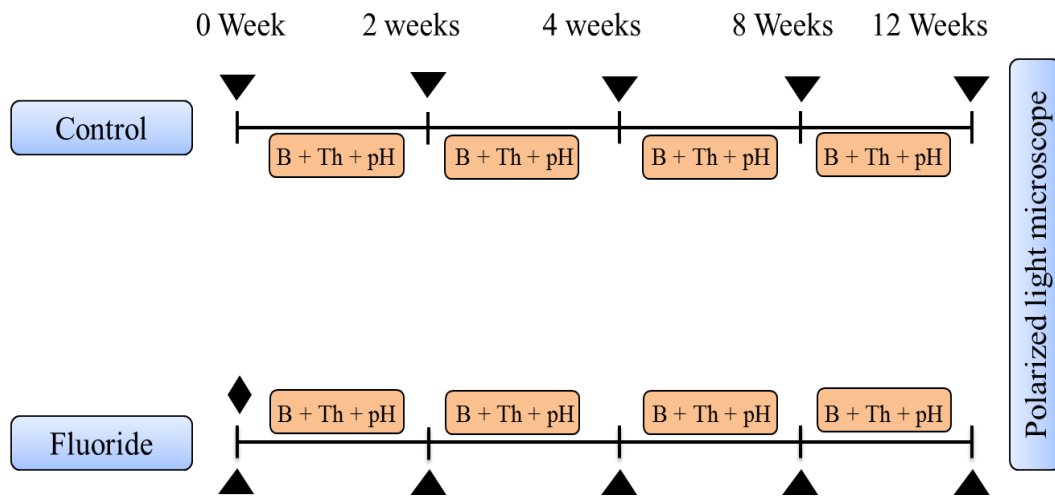 0 Week 2 weeks 4 weeks 8 Weeks 12 Weeks
Control
B + Th + pH B + Th + pH B + Th + pH B + Th + pH
Polarized light microscope
B + Th + pH B + Th + pH B + Th + pH B + Th + pH
Fluoride